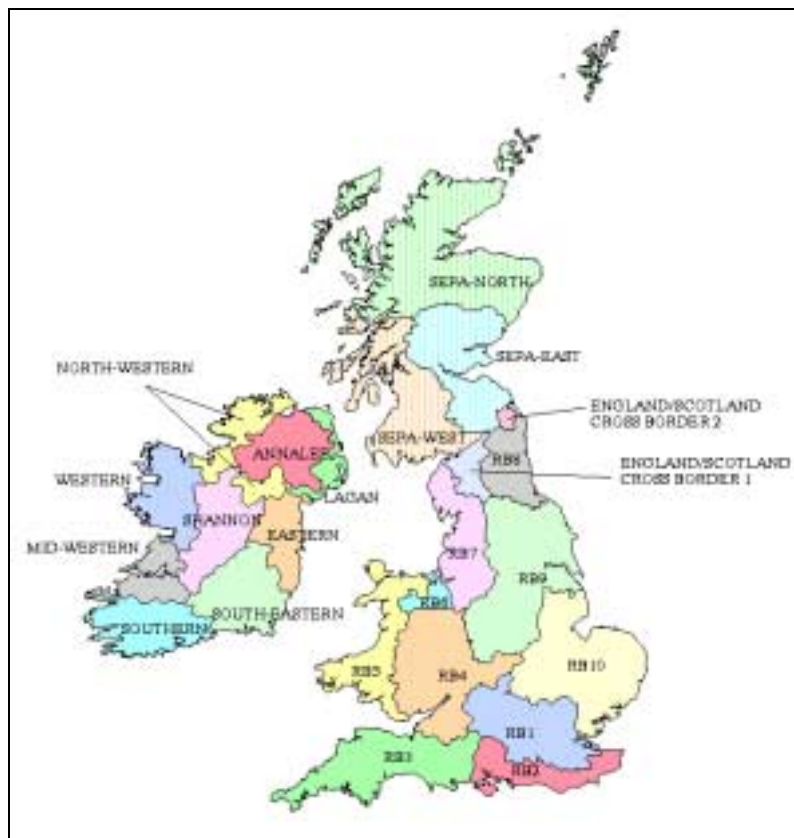 SEPA-NORTH
SEPA-EAST
NORTH-WESTERN
ENGLAND/SCOTLAND
CROSS BORDER 2
SEPA-WEST
ANNALEE
RB8
ENGLAND/SCOTLAND
CROSS BORDER 1
WESTERN
LAGAN
SHANNON
EASTERN
MID-WESTERN
RB7
RB9
RB6
SOUTH-EASTERN
SOUTHERN
RB5
RB4
RB10
RB1
RB3
RB2